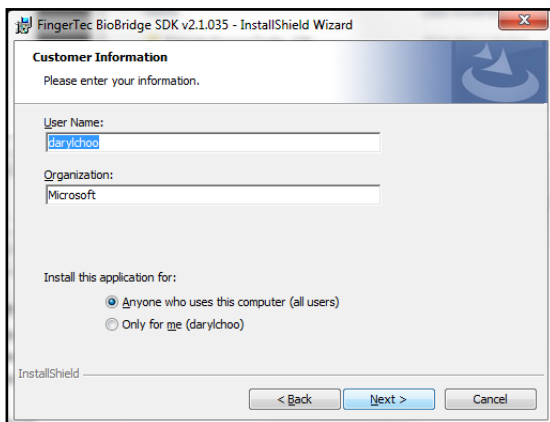 FingerTec BioBridge SDK v2.1.035 - InstallShield Wizard
Customer Information
Please enter your information.
User Name:
darylchoo
Organization:
Microsoft
Install this application for:
Anyone who uses this computer (all users)
Only for me (darylchoo)
InstallShield
< Back Next > Cancel